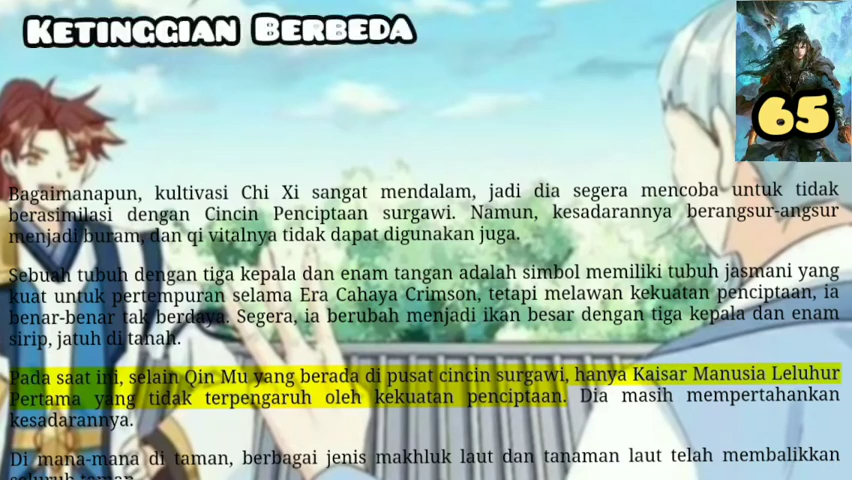 KETINGGIAN BERBEDA
65
Bagaimanapun, kultivasi Chi Xi sangat mendalam, jadi dia segera mencoba untuk tidak
berasimilasi dengan Cincin Penciptaan surgawi. Namun, kesadarannya berangsur-angsur
menjadi buram, dan qi vitalnya tidak dapat digunakan juga.
Sebuah tubuh dengan tiga kepala dan enam tangan adalah simbol memiliki tubuh jasmani yang
kuat untuk pertempuran selama Era Cahaya Crimson, tetapi melawan kekuatan penciptaan, ia
benar-benar tak berdaya. Segera, ia berubah menjadi ikan besar dengan tiga kepala dan enam
sirip, jatuh di tanah.
Pada saat ini, selain Qin Mu yang berada di pusat cincin surgawi, hanya Kaisar Manusia Leluhur
Pertama yang tidak terpengaruh oleh kekuatan penciptaan. Dia masih mempertahankan
kesadarannya.
Di mana-mana di taman, berbagai jenis makhluk laut dan tanaman laut telah membalikkan
seluruh taman